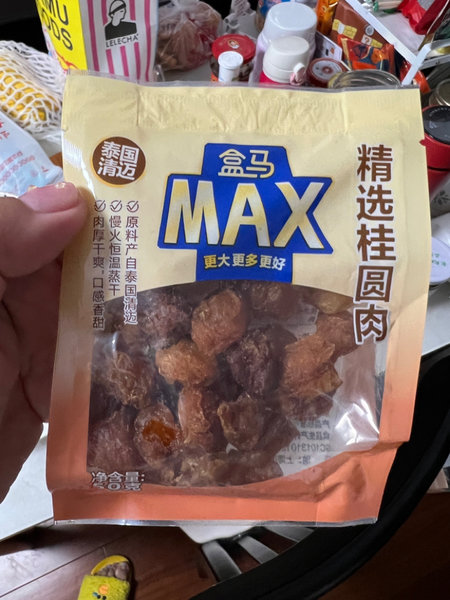 MU
ODS
LELECHA
泰国
清迈
盒马
MAX
更大更多更好
精选桂圆肉
原料产自泰国清迈
慢火恒温蒸干
肉厚干爽，口感香甜
净含量: